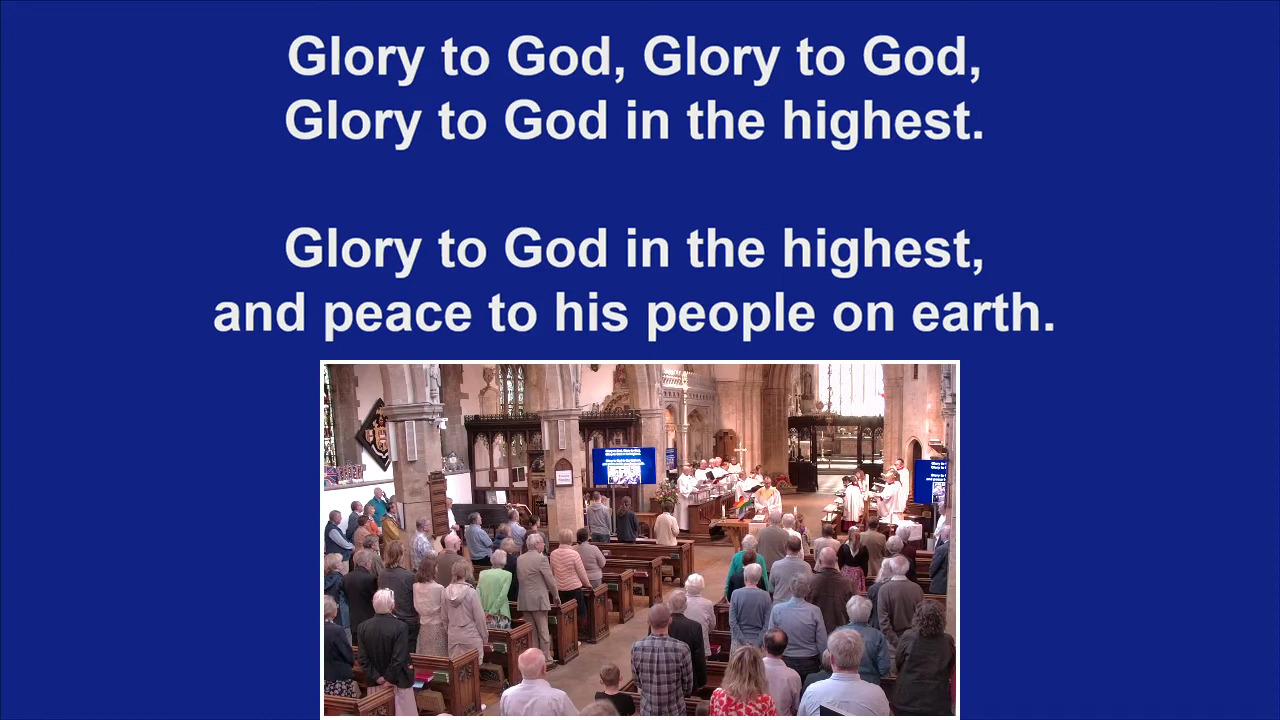 Glory to God, Glory to God,
Glory to God in the highest.
Glory to God in the highest,
and peace to his people on earth.